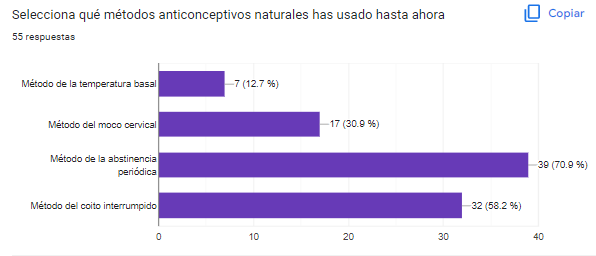 Selecciona qué métodos anticonceptivos naturales has usado hasta ahora
Copiar
55 respuestas
Método de la temperatura basal
7 (12.7 %)
Método del moco cervical
17 (30.9 %)
Método de la abstinencia
periódica
39 (70.9 %)
Método del coito interrumpido
32 (58.2 %)
0
10
20
30
40